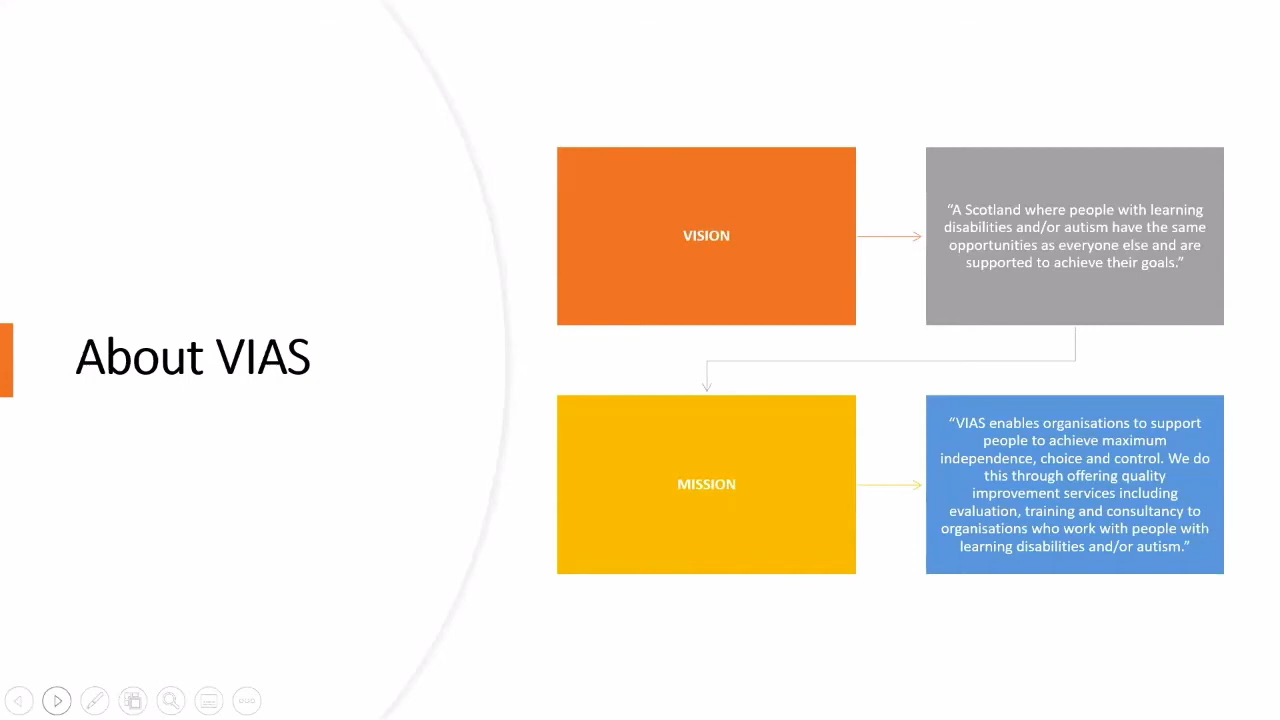 About VIAS
VISION
“A Scotland where people with learning
disabilities and/or autism have the same
opportunities as everyone else and are
supported to achieve their goals.”
MISSION
“VIAS enables organisations to support
people to achieve maximum
independence, choice and control. We do
this through offering quality
improvement services including
evaluation, training and consultancy to
organisations who work with people with
learning disabilities and/or autism.”